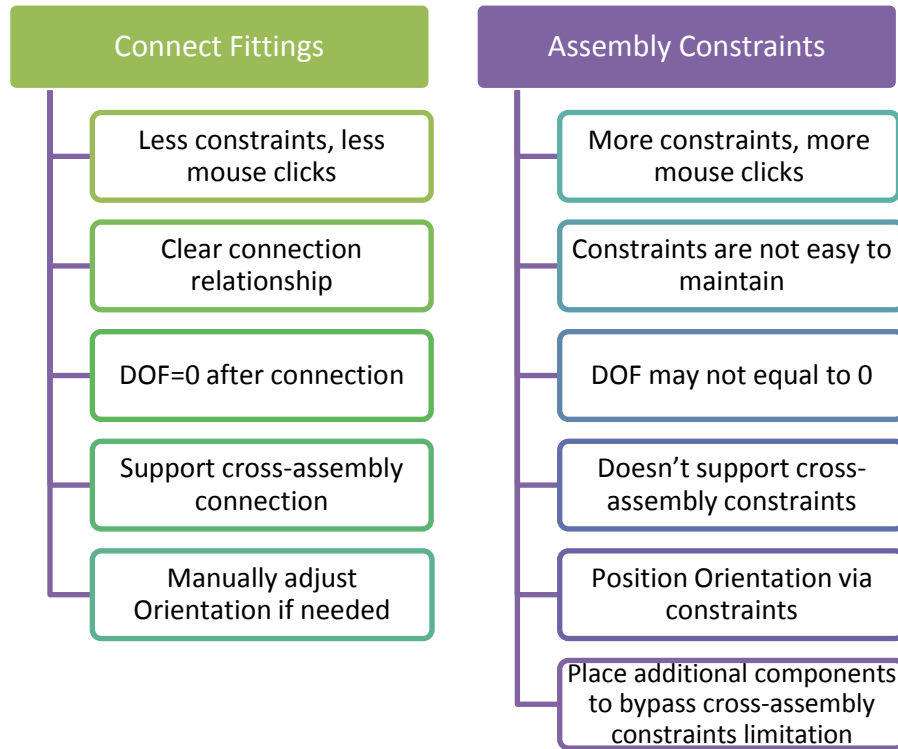 Connect Fittings
Less constraints, less
mouse clicks
Clear connection
relationship
DOF=0 after connection
Support cross-assembly
connection
Manually adjust
Orientation if needed
Assembly Constraints
More constraints, more
mouse clicks
Constraints are not easy to
maintain
DOF may not equal to 0
Doesn’t support cross-
assembly constraints
Position Orientation via
constraints
Place additional components
to bypass cross-assembly
constraints limitation